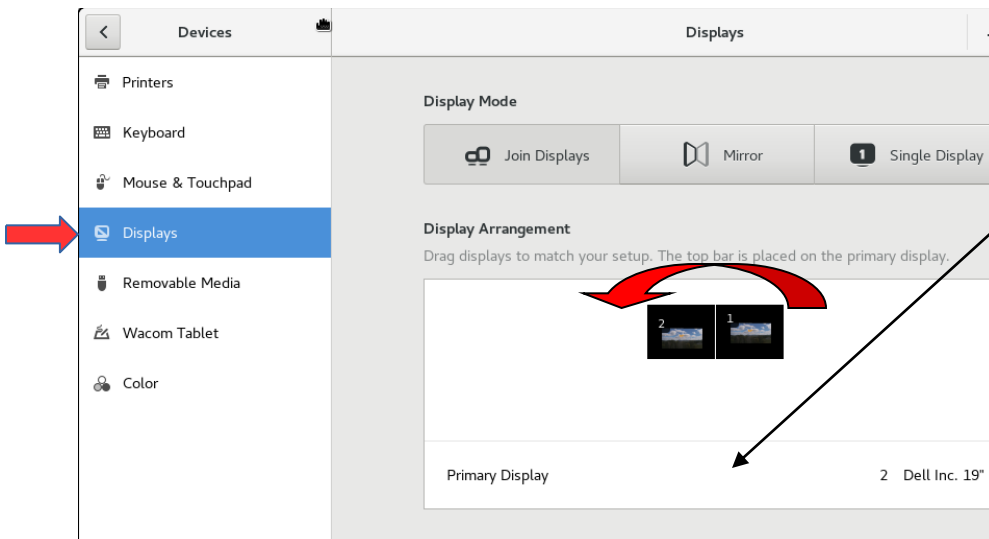 Devices
Displays
Printers
Keyboard
Mouse & Touchpad
Displays
Removable Media
Wacom Tablet
Color
Display Mode
Join Displays
Mirror
1 Single Display
Display Arrangement
Drag displays to match your setup. The top bar is placed on the primary display.
2 1
Primary Display 2 Dell Inc. 19"